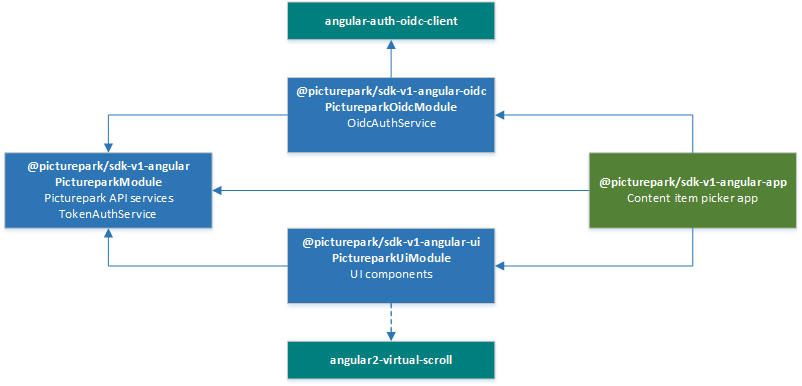 angular-auth-oidc-client
@picturepark/sdk-v1-angular-oidc
PictureparkOidcModule
OidcAuthService
@picturepark/sdk-v1-angular
PictureparkModule
Picturepark API services
TokenAuthService
@picturepark/sdk-v1-angular-app
Content item picker app
@picturepark/sdk-v1-angular-ui
PictureparkUiModule
UI components
angular2-virtual-scroll